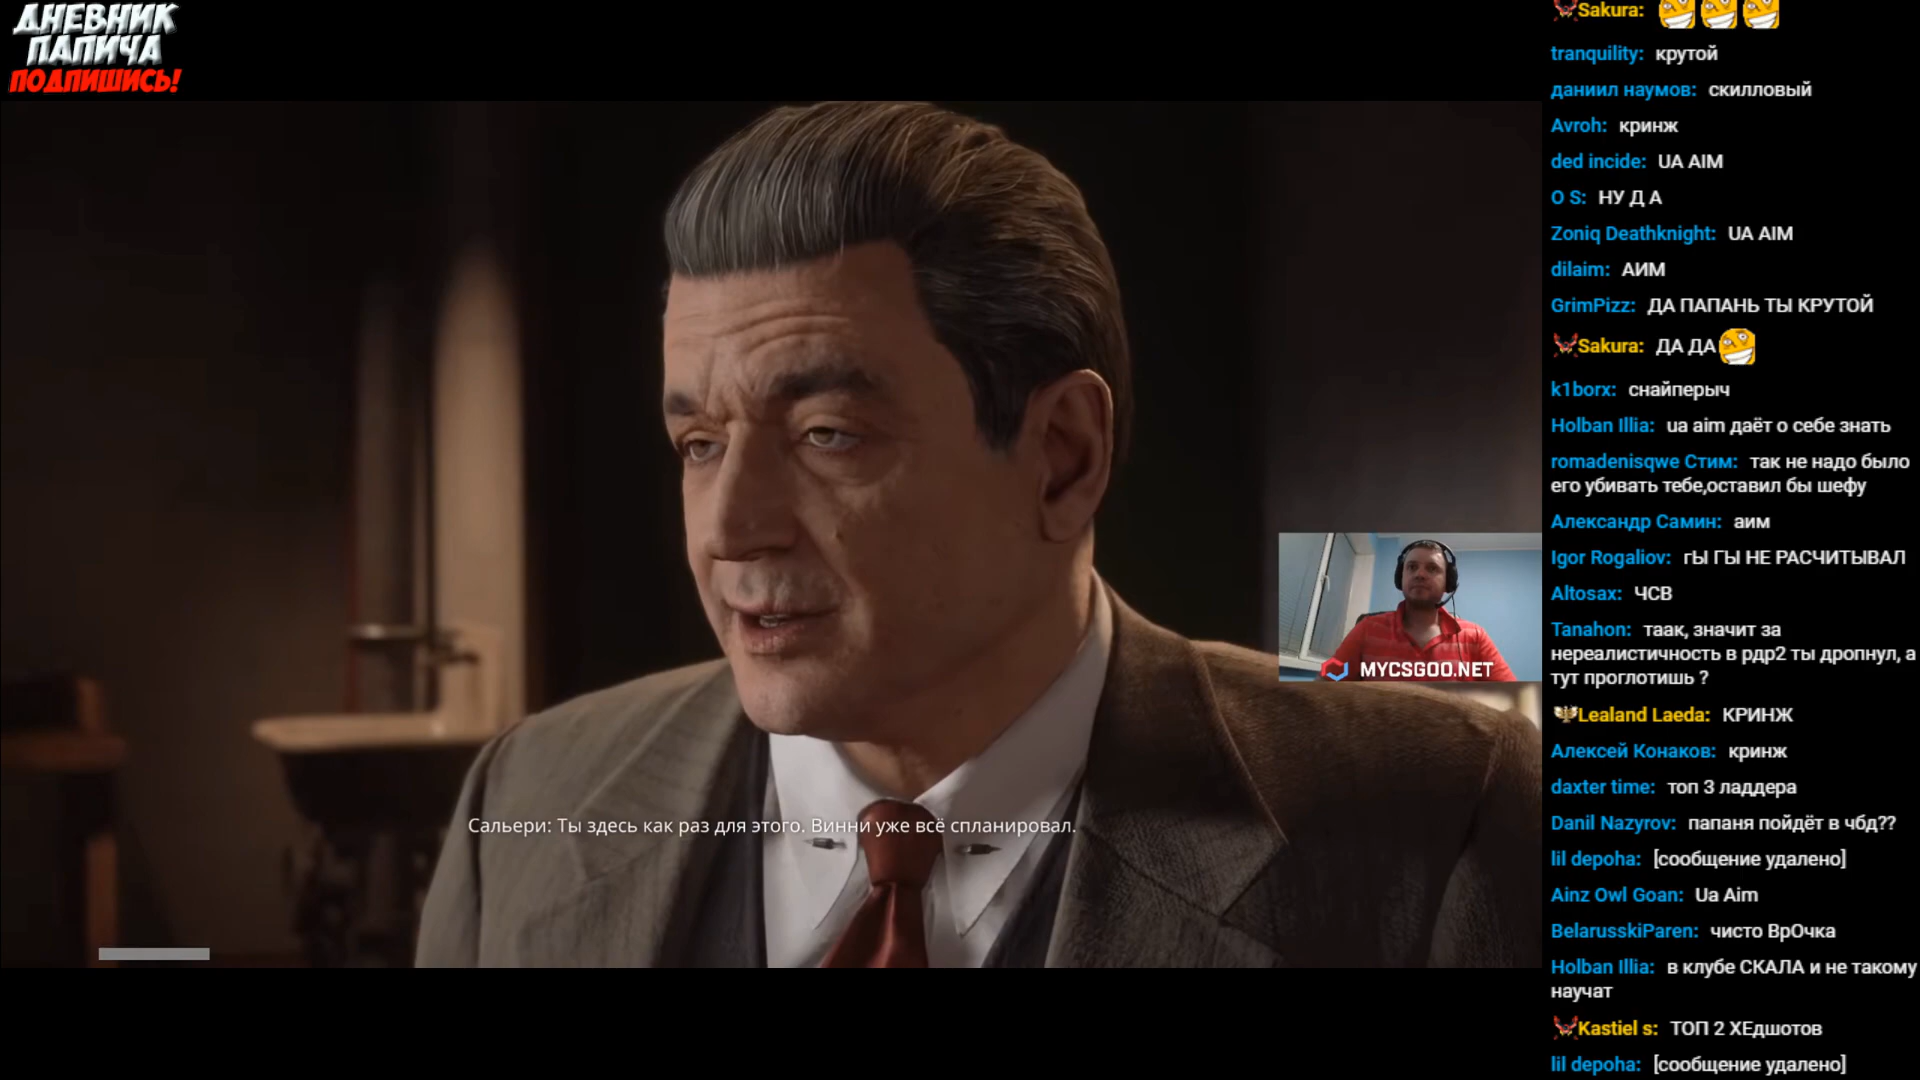 ДНЕВНИК
ПАПИЧА
ПОДПИШИСЬ!
Сальери: Ты здесь как раз для этого. Винни уже всё спланировал.
MYCSGOO.NET
Sakura:
tranquility: крутой
даниил наумов: скилловый
Avroh: кринж
ded incide: UA AIM
O S: НУ Д А
Zoniq Deathknight: UA AIM
dilaim: АИМ
GrimPizz: ДА ПАПАНЬ ТЫ КРУТОЙ
Sakura: ДА ДА
k1borx: снайперыч
Holban Illia: ua aim даёт о себе знать
romadenisqwe Стим: так не надо было
его убивать тебе,оставил бы шефу
Александр Самин: аим
Igor Rogaliov: гЫ ГЫ НЕ РАСЧИТЫВАЛ
Altosax: ЧСВ
Tanahon: таак, значит за
нереалистичность в рдр2 ты дропнул, а
тут проглотишь ?
Lealand Laeda: КРИНЖ
Алексей Конаков: кринж
daxter time: топ 3 ладдера
Danil Nazyrov: папаня пойдёт в чбд??
lil depoha: [сообщение удалено]
Ainz Owl Goan: Ua Aim
BelarusskiParen: чисто ВрОчка
Holban Illia: в клубе СКАЛА и не такому
научат
Kastiel s: ТОП 2 ХЕдшотов
lil depoha: [сообщение удалено]